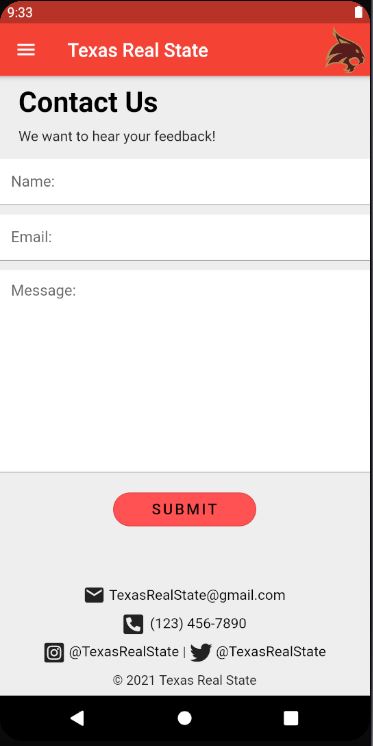 9:33
Texas Real State
Contact Us
We want to hear your feedback!
Name:
Email:
Message:
SUBMIT
TexasRealState@gmail.com
(123) 456-7890
@TexasRealState | @TexasRealState
© 2021 Texas Real State